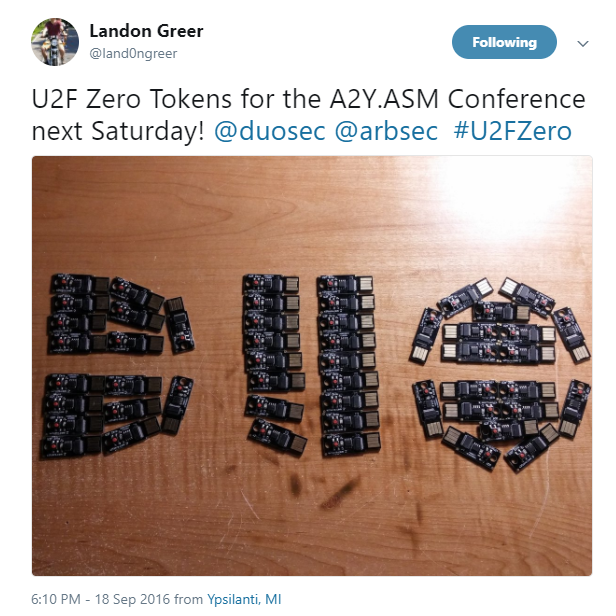 Landon Greer
@land0ngreer
Following
U2F Zero Tokens for the A2Y.ASM Conference
next Saturday! @duosec @arbsec #U2FZero
6:10 PM - 18 Sep 2016 from Ypsilanti, MI